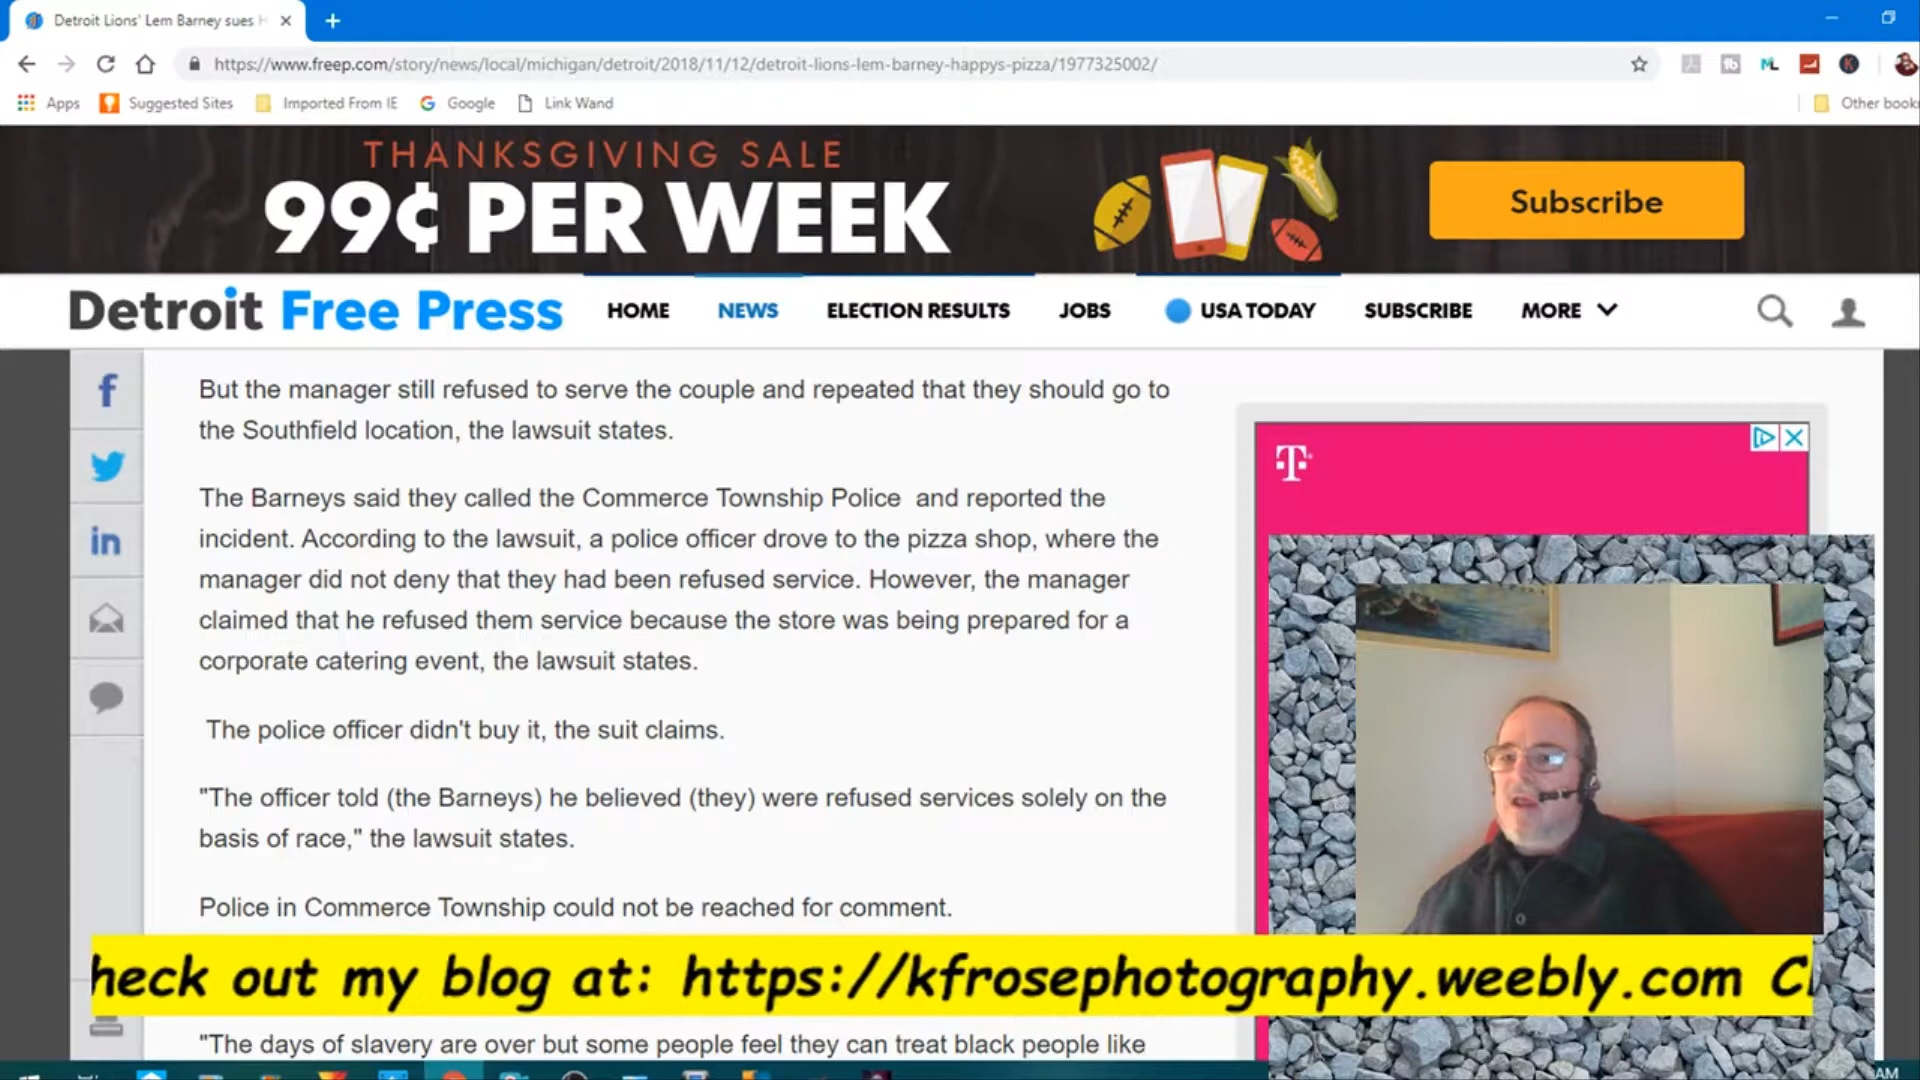 Detroit Lions' Lem Barney sues H
https://www.freep.com/story/news/local/michigan/detroit/2018/11/12/detroit-lions-lem-barney-happys-pizza/1977325002/
Apps Suggested Sites Imported From IE Google Link Wand Other book
THANKSGIVING SALE
99¢ PER WEEK
Subscribe
Detroit Free Press HOME NEWS ELECTION RESULTS JOBS USA TODAY SUBSCRIBE MORE
But the manager still refused to serve the couple and repeated that they should go to
the Southfield location, the lawsuit states.
The Barneys said they called the Commerce Township Police and reported the
incident. According to the lawsuit, a police officer drove to the pizza shop, where the
manager did not deny that they had been refused service. However, the manager
claimed that he refused them service because the store was being prepared for a
corporate catering event, the lawsuit states.
The police officer didn't buy it, the suit claims.
"The officer told (the Barneys) he believed (they) were refused services solely on the
basis of race," the lawsuit states.
Police in Commerce Township could not be reached for comment.
heck out my blog at: https://kfrosephotography.weebly.com C
"The days of slavery are over but some people feel they can treat black people like
AM